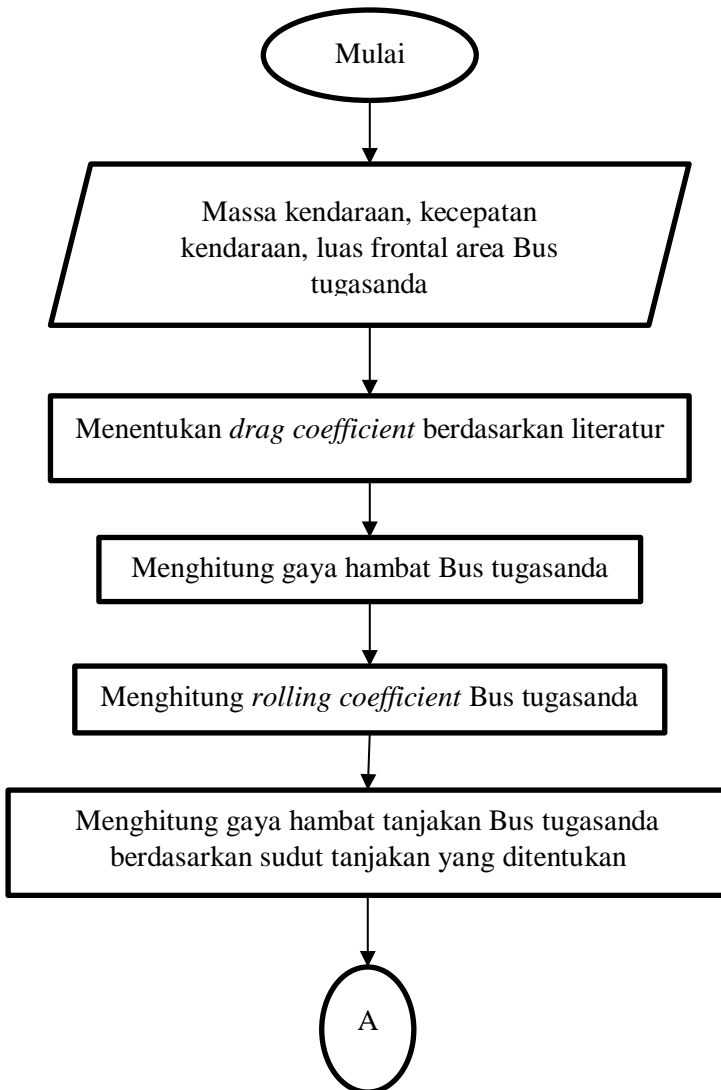 Mulai
Massa kendaraan, kecepatan
kendaraan, luas frontal area Bus
tugasanda
Menentukan drag coefficient berdasarkan literatur
Menghitung gaya hambat Bus tugasanda
Menghitung rolling coefficient Bus tugasanda
Menghitung gaya hambat tanjakan Bus tugasanda
berdasarkan sudut tanjakan yang ditentukan
A